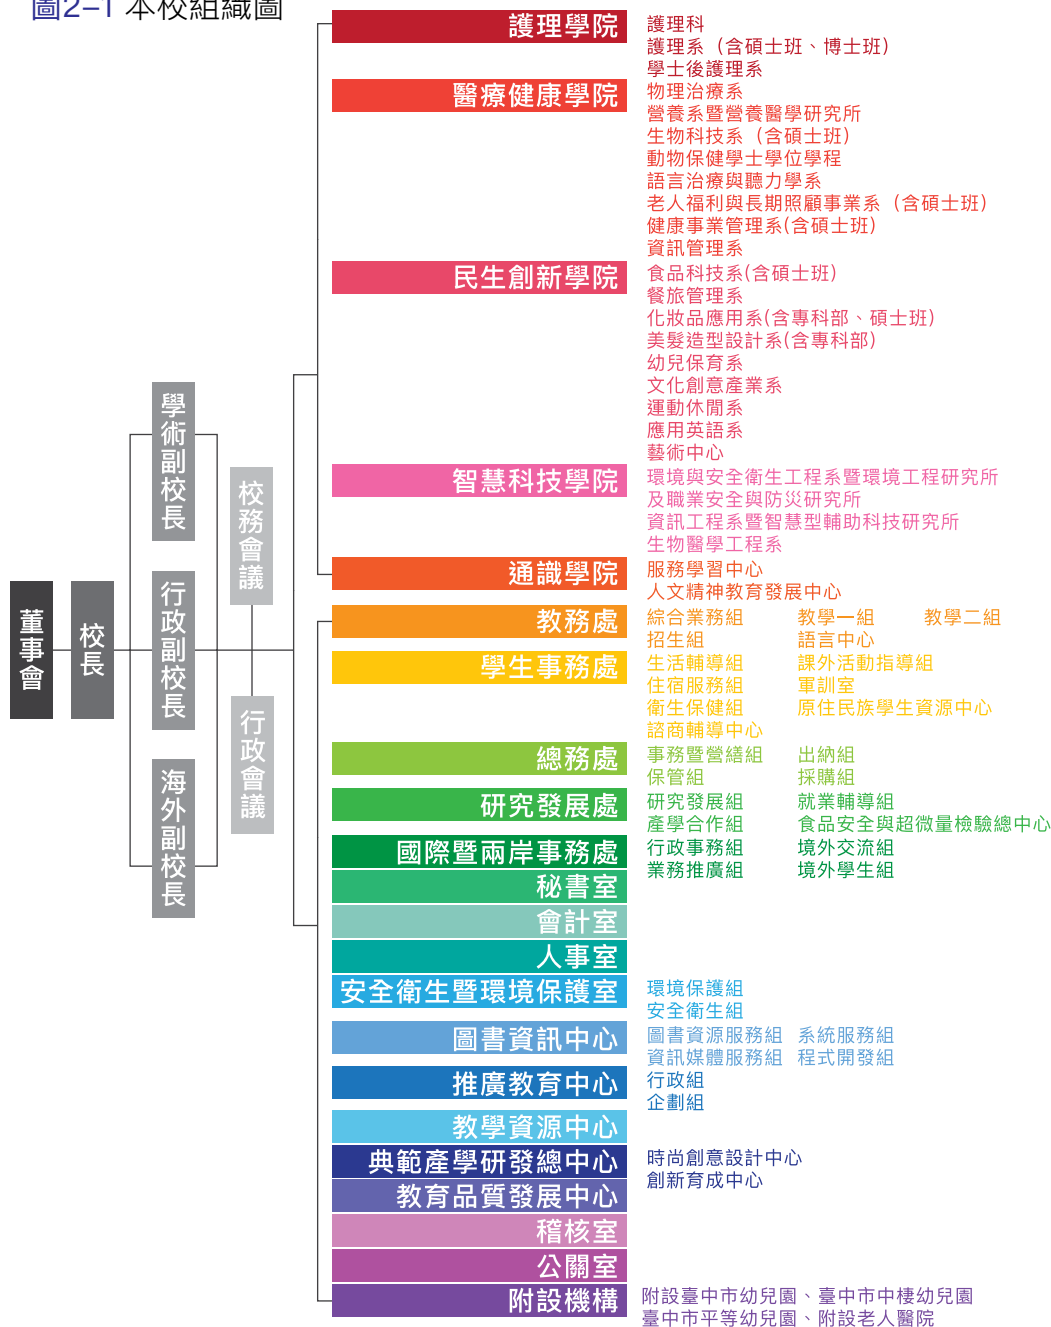 圖2–1 本校組織圖
董事會
校長
學術副校長
行政副校長
海外副校長
校務會議
行政會議
護理學院
護理科
護理系（含碩士班、博士班）
學士後護理系
醫療健康學院
物理治療系
營養系暨營養醫學研究所
生物科技系（含碩士班）
動物保健學士學位學程
語言治療與聽力學系
老人福利與長期照顧事業系（含碩士班）
健康事業管理系(含碩士班)
資訊管理系
民生創新學院
食品科技系(含碩士班)
餐旅管理系
化妝品應用系(含專科部、碩士班)
美髮造型設計系(含專科部)
幼兒保育系
文化創意產業系
運動休閒系
應用英語系
藝術中心
智慧科技學院
環境與安全衛生工程系暨環境工程研究所
及職業安全與防災研究所
資訊工程系暨智慧型輔助科技研究所
生物醫學工程系
通識學院
服務學習中心
人文精神教育發展中心
教務處
綜合業務組 教學一組 教學二組
招生組 語言中心
學生事務處
生活輔導組 課外活動指導組
住宿服務組 軍訓室
衛生保健組 原住民族學生資源中心
諮商輔導中心
總務處
事務暨營繕組 出納組
保管組 採購組
研究發展處
研究發展組 就業輔導組
產學合作組 食品安全與超微量檢驗總中心
國際暨兩岸事務處
行政事務組 境外交流組
業務推廣組 境外學生組
秘書室
會計室
人事室
安全衛生暨環境保護室
環境保護組
安全衛生組
圖書資訊中心
圖書資源服務組 系統服務組
資訊媒體服務組 程式開發組
推廣教育中心
行政組
企劃組
教學資源中心
典範產學研發總中心
時尚創意設計中心
創新育成中心
教育品質發展中心
稽核室
公關室
附設機構
附設臺中市幼兒園、臺中市中棲幼兒園
臺中市平等幼兒園、附設老人醫院